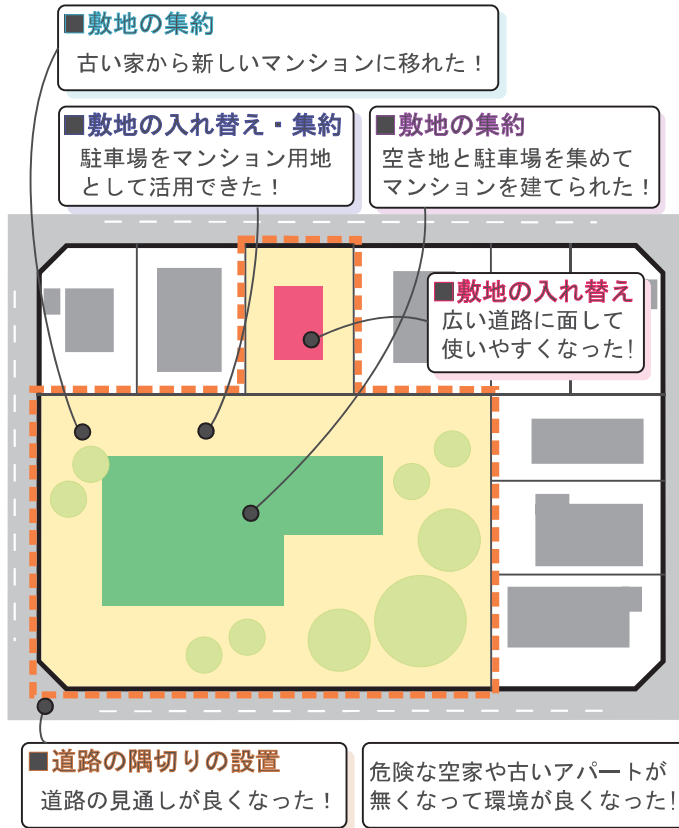 ■敷地の集約
古い家から新しいマンションに移れた！
■敷地の入れ替え・集約
駐車場をマンション用地
として活用できた！
■敷地の集約
空き地と駐車場を集めて
マンションを建てられた！
■敷地の入れ替え
広い道路に面して
使いやすくなった！
■道路の隅切りの設置
道路の見通しが良くなった！
危険な空家や古いアパートが
無くなって環境が良くなった！